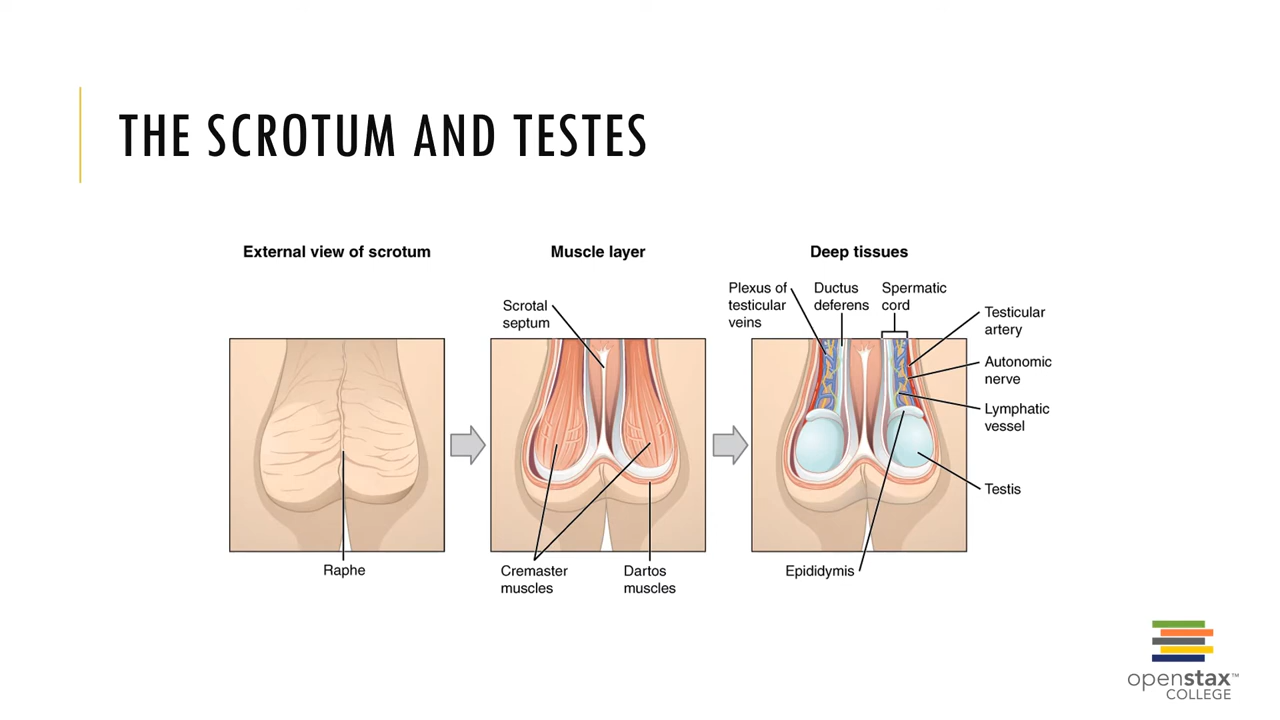 THE SCROTUM AND TESTES
External view of scrotum
Raphe
Muscle layer
Scrotal
septum
Cremaster
muscles
Dartos
muscles
Deep tissues
Plexus of
testicular
veins
Ductus
deferens
Spermatic
cord
Testicular
artery
Autonomic
nerve
Lymphatic
vessel
Testis
Epididymis
openstax™
COLLEGE